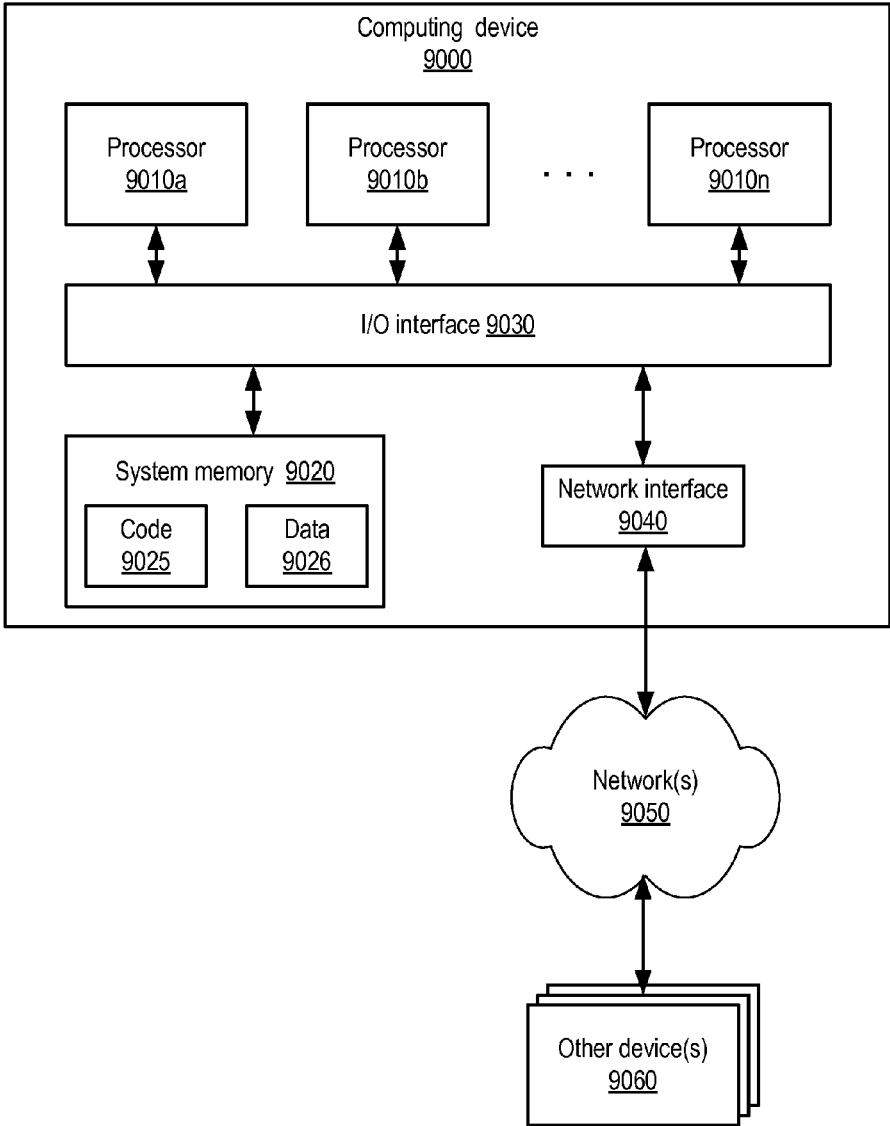 Computing device
9000
Processor
9010a
Processor
9010b
. . .
Processor
9010n
I/O interface 9030
System memory 9020
Code
9025
Data
9026
Network interface
9040
Network(s)
9050
Other device(s)
9060